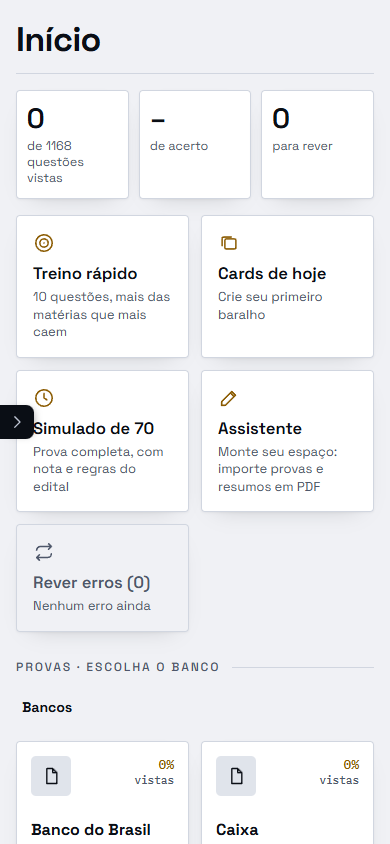 Início
0
de 1168
questões
vistas
–
de acerto
0
para rever
Treino rápido
10 questões, mais das
matérias que mais
caem
Cards de hoje
Crie seu primeiro
baralho
Simulado de 70
Prova completa, com
nota e regras do
edital
Assistente
Monte seu espaço:
importe provas e
resumos em PDF
Rever erros (0)
Nenhum erro ainda
PROVAS · ESCOLHA O BANCO
Bancos
0%
vistas
Banco do Brasil
0%
vistas
Caixa